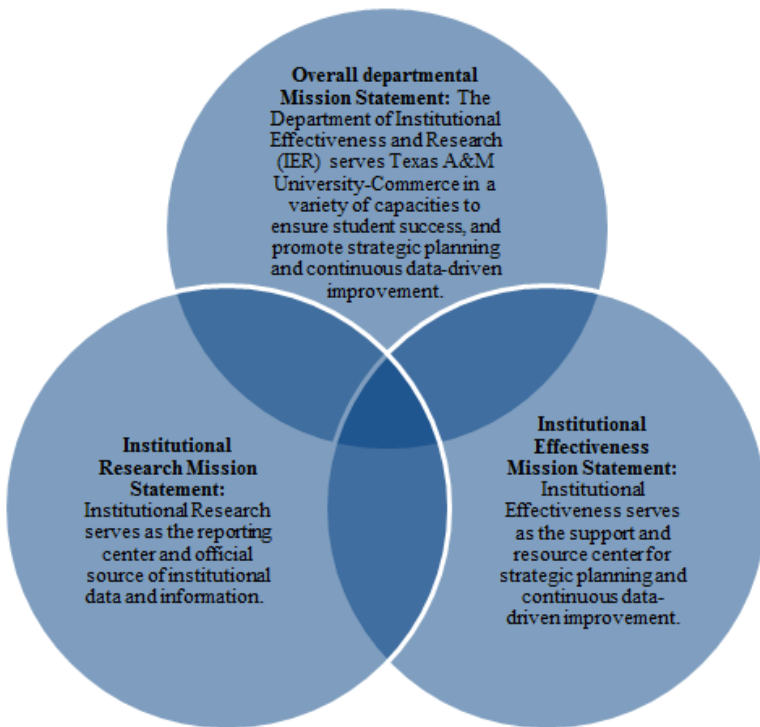 Overall departmental
Mission Statement: The
Department of Institutional
Effectiveness and Research
(IER) serves Texas A&M
University-Commerce in a
variety of capacities to
ensure student success, and
promote strategic planning
and continuous data-driven
improvement.
Institutional
Research Mission
Statement:
Institutional Research
serves as the reporting
center and official
source of institutional
data and information.
Institutional
Effectiveness
Mission Statement:
Institutional
Effectiveness serves
as the support and
resource center for
strategic planning and
continuous data-
driven improvement.